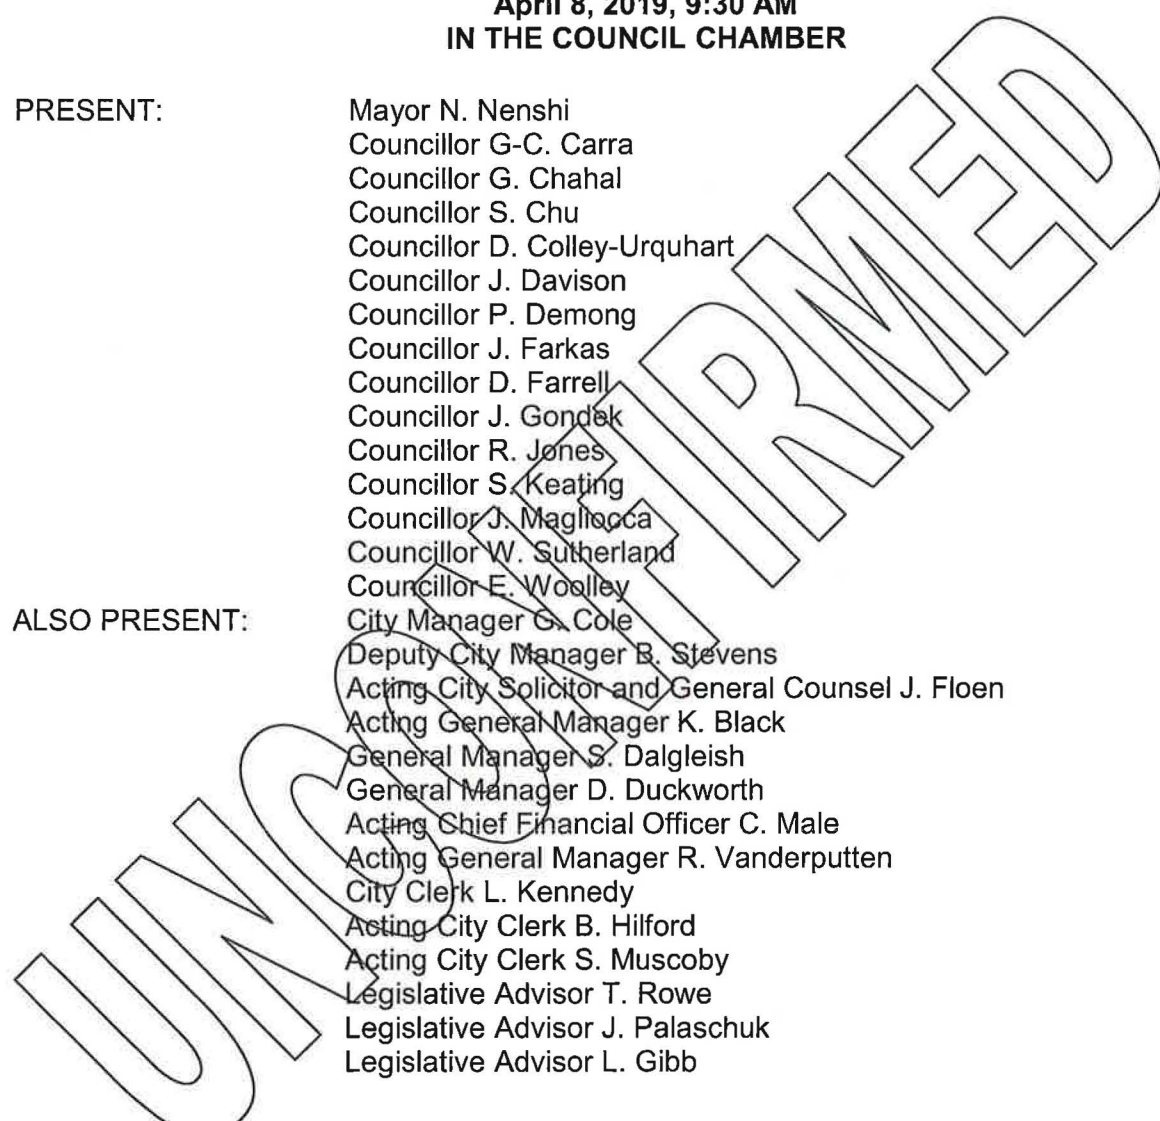 April 8, 2019, 9:30 AM
IN THE COUNCIL CHAMBER
PRESENT: Mayor N. Nenshi
Councillor G-C. Carra
Councillor G. Chahal
Councillor S. Chu
Councillor D. Colley-Urquhart
Councillor J. Davison
Councillor P. Demong
Councillor J. Farkas
Councillor D. Farrell
Councillor J. Gondek
Councillor R. Jones
Councillor S. Keating
Councillor J. Magliocca
Councillor W. Sutherland
Councillor E. Woolley
ALSO PRESENT: City Manager G. Cole
Deputy City Manager B. Stevens
Acting City Solicitor and General Counsel J. Floen
Acting General Manager K. Black
General Manager S. Dalgleish
General Manager D. Duckworth
Acting Chief Financial Officer C. Male
Acting General Manager R. Vanderputten
City Clerk L. Kennedy
Acting City Clerk B. Hilford
Acting City Clerk S. Muscoby
Legislative Advisor T. Rowe
Legislative Advisor J. Palaschuk
Legislative Advisor L. Gibb
UNCONFIRMED